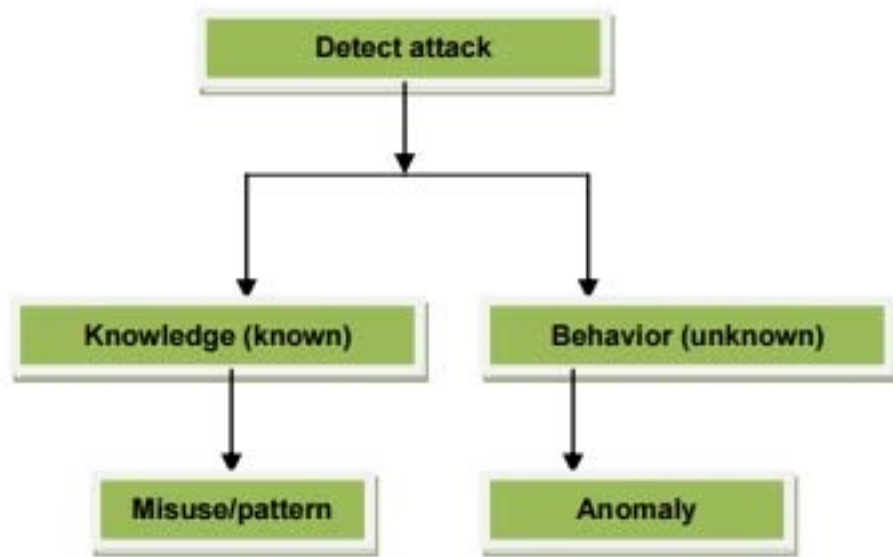 Detect attack
Knowledge (known)
Behavior (unknown)
Misuse/pattern
Anomaly